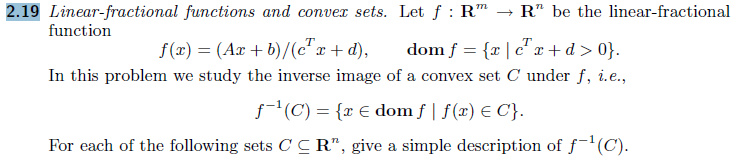 2.19 Linear-fractional functions and convex sets. Let f : R^m → R^n be the linear-fractional
function
f(x) = (Ax + b)/(c^T x + d), dom f = {x | c^T x + d > 0}.
In this problem we study the inverse image of a convex set C under f, i.e.,
f^{-1}(C) = {x ∈ dom f | f(x) ∈ C}.
For each of the following sets C ⊆ R^n, give a simple description of f^{-1}(C).